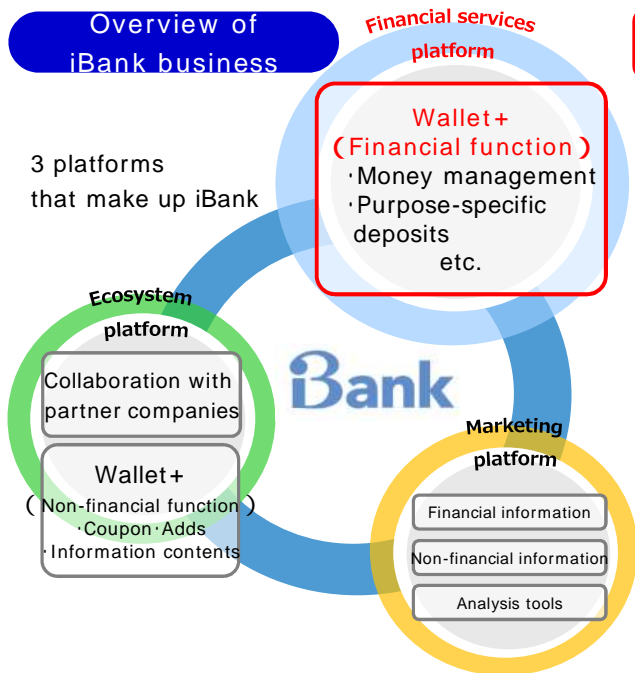 Overview of
iBank business
Financial services
platform
Wallet+
(Financial function)
·Money management
·Purpose-specific
deposits
etc.
3 platforms
that make up iBank
Ecosystem
platform
Collaboration with
partner companies
Wallet+
(Non-financial function)
·Coupon·Adds
·Information contents
iBank
Marketing
platform
Financial information
Non-financial information
Analysis tools